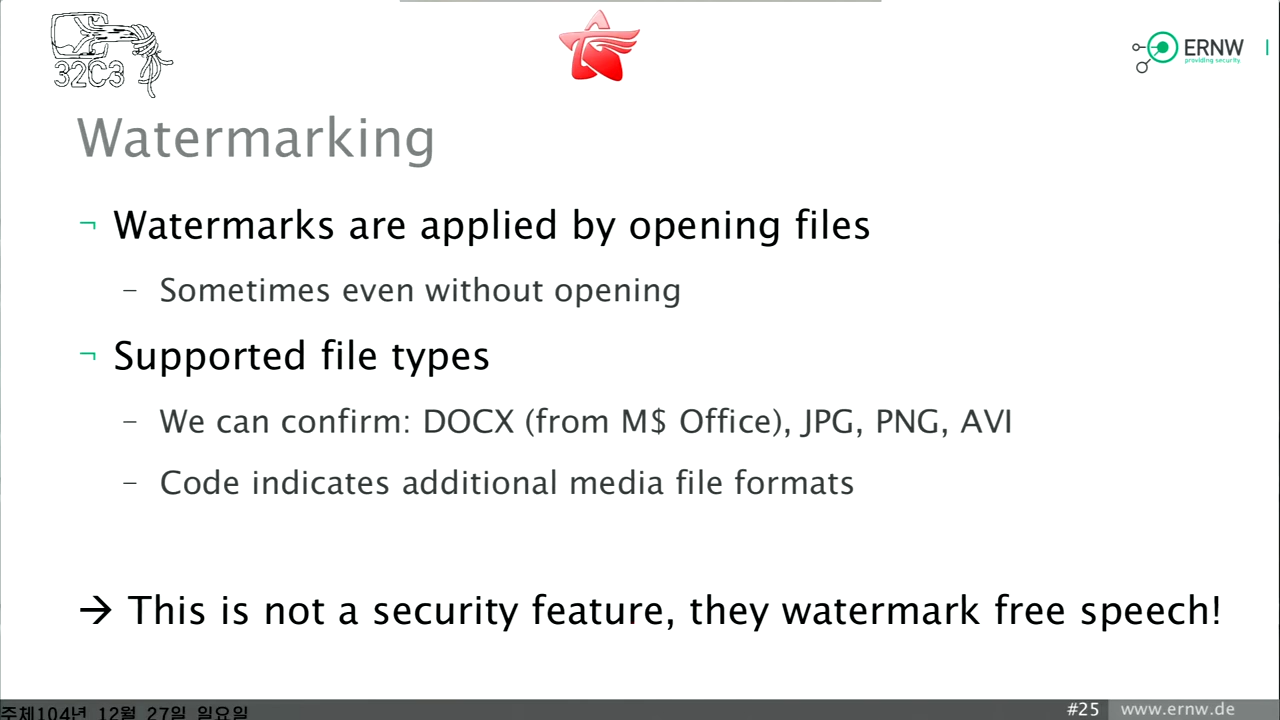 32C3
ERNW
providing security.
Watermarking
¬ Watermarks are applied by opening files
– Sometimes even without opening
¬ Supported file types
– We can confirm: DOCX (from M$ Office), JPG, PNG, AVI
– Code indicates additional media file formats
→ This is not a security feature, they watermark free speech!
주체104년 12월 27일 일요일
#25
www.ernw.de